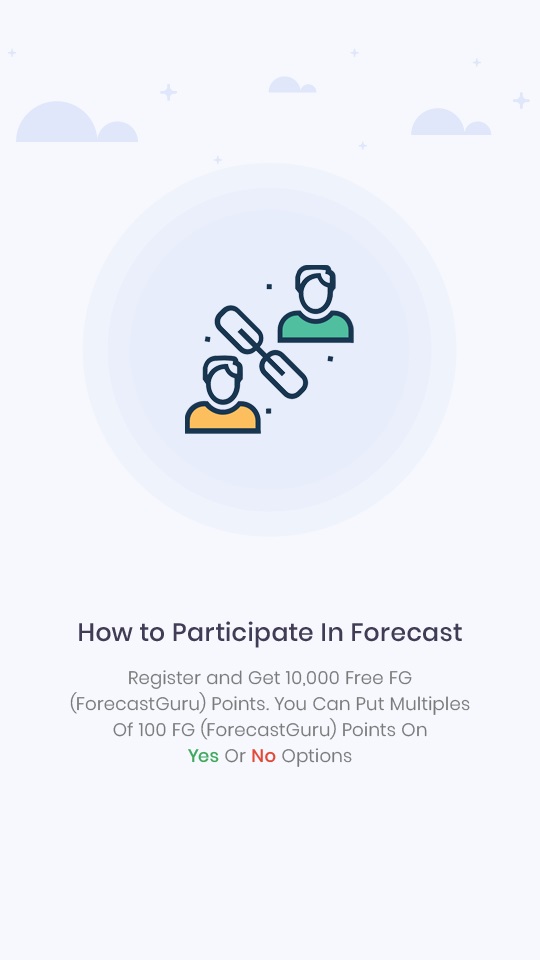 How to Participate In Forecast
Register and Get 10,000 Free FG
(ForecastGuru) Points. You Can Put Multiples
Of 100 FG (ForecastGuru) Points On
Yes Or No Options